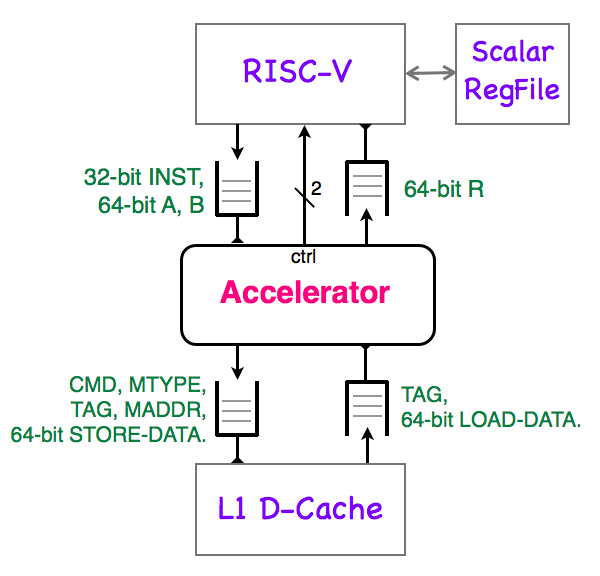 RISC-V
Scalar
RegFile
32-bit INST,
64-bit A, B
2
64-bit R
ctrl
Accelerator
CMD, MTYPE,
TAG, MADDR,
64-bit STORE-DATA.
TAG,
64-bit LOAD-DATA.
L1 D-Cache